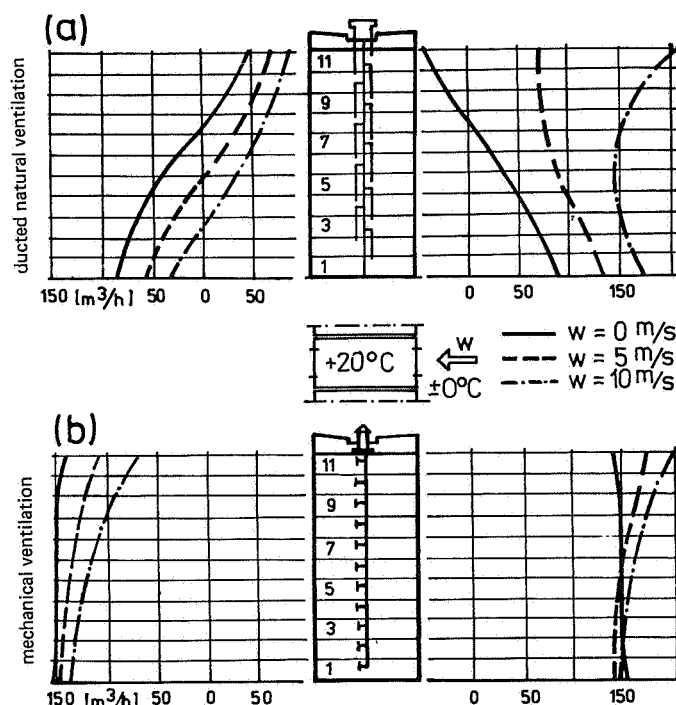 (a)
ducted natural ventilation
11
9
7
5
3
1
150 [m³/h] 50 0 50
0 50 150
+20°C
w
±0°C
w = 0 m/s
w = 5 m/s
w = 10 m/s
(b)
mechanical ventilation
11
9
7
5
3
1
150 [m³/h] 50 0 50
0 50 150